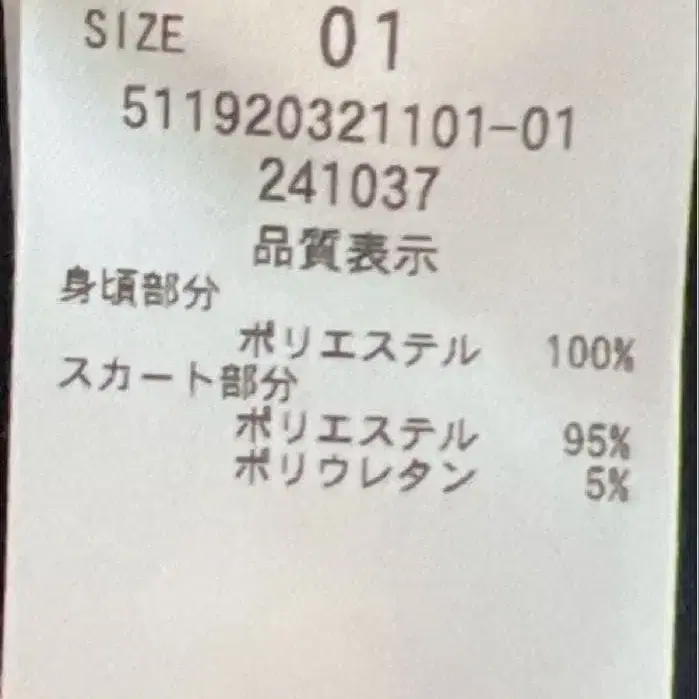 SIZE 01
511920321101-01
241037
品質表示
身頃部分
ポリエステル 100%
スカート部分
ポリエステル 95%
ポリウレタン 5%